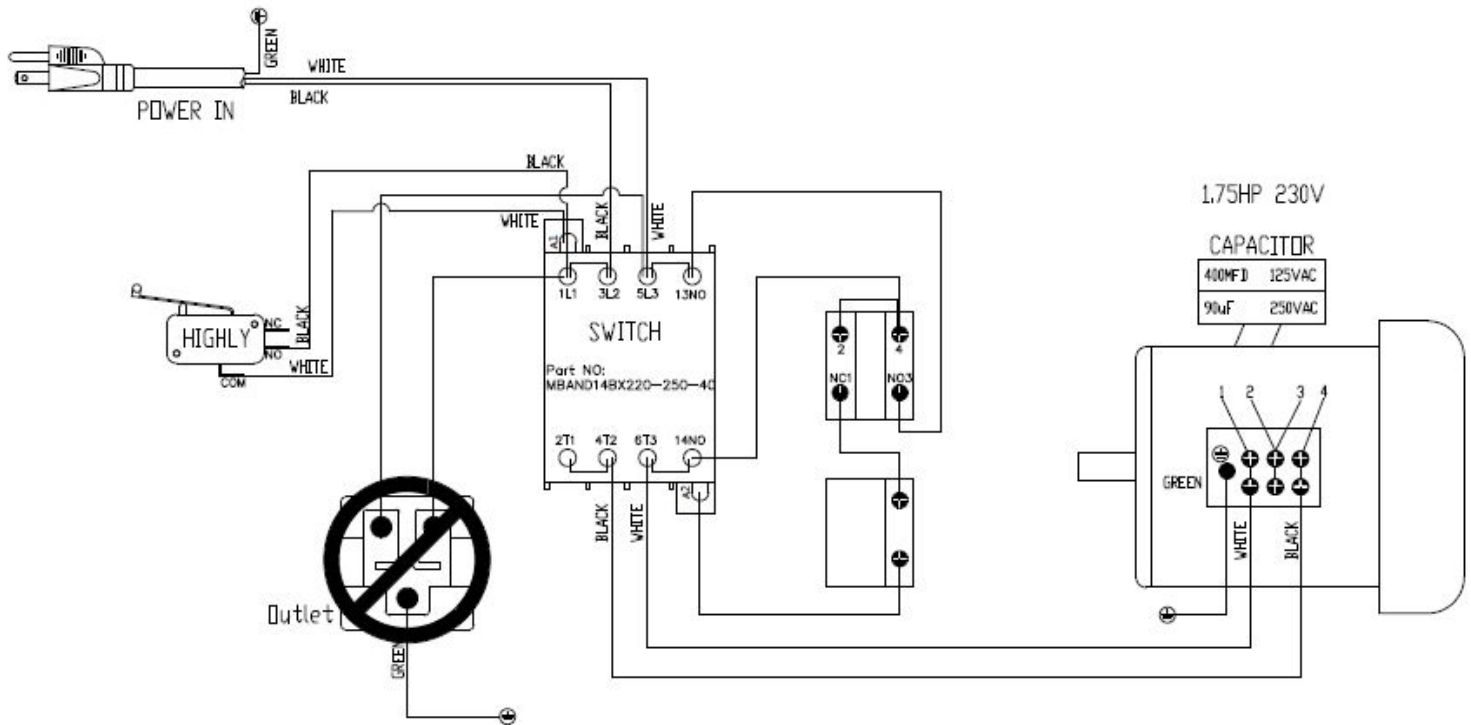 GREEN
WHITE
BLACK
POWER IN
BLACK
WHITE
BLACK
WHITE
1.75HP 230V
CAPACITOR
400MFD 125VAC
90uF 250VAC
A1
1L1 3L2 5L3 13NO
SWITCH
Part NO:
MBAND14BX220-250-40
2T1 4T2 6T3 14NO
A2
HIGHLY
NC
NO
COM
BLACK
WHITE
2 4
NC1 NO3
1 2 3 4
GREEN
WHITE
BLACK
BLACK
WHITE
Outlet
GREEN